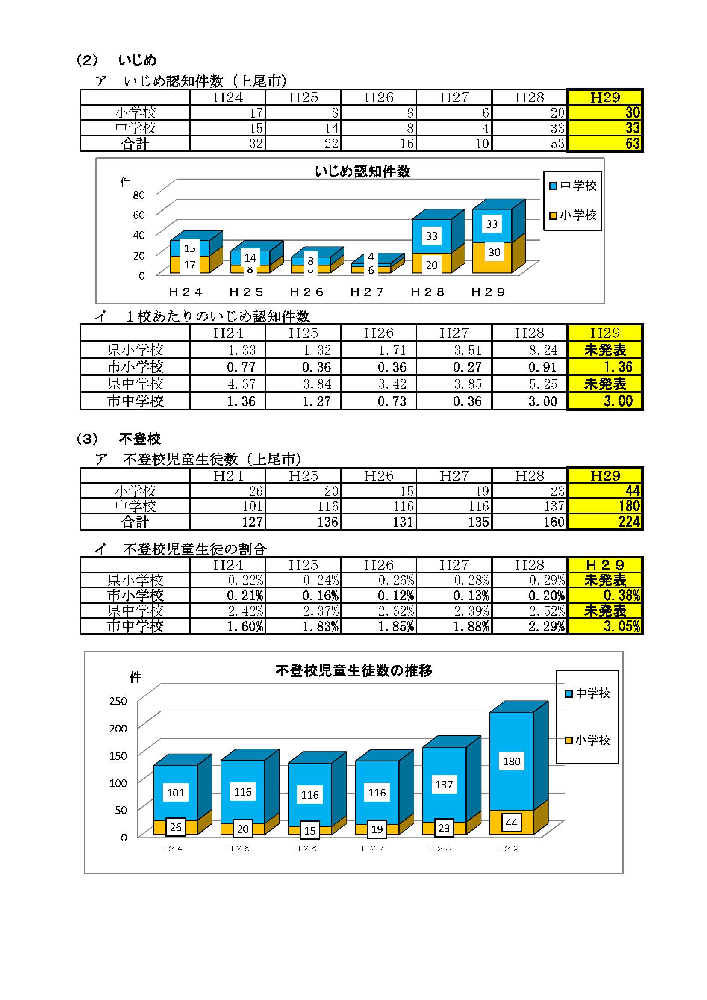 （２）　いじめ
ア　いじめ認知件数（上尾市）
H24 H25 H26 H27 H28 H29
小学校 17 8 8 6 20 30
中学校 15 14 8 4 33 33
合計 32 22 16 10 53 63
いじめ認知件数
件
80
60
40
20
0
15 14 8 4 33 33
17 8 6 20 30
Ｈ２４ Ｈ２５ Ｈ２６ Ｈ２７ Ｈ２８ Ｈ２９
中学校
小学校
イ　１校あたりのいじめ認知件数
H24 H25 H26 H27 H28 H29
県小学校 1.33 1.32 1.71 3.51 8.24 未発表
市小学校 0.77 0.36 0.36 0.27 0.91 1.36
県中学校 4.37 3.84 3.42 3.85 5.25 未発表
市中学校 1.36 1.27 0.73 0.36 3.00 3.00
（３）　不登校
ア　不登校児童生徒数（上尾市）
H24 H25 H26 H27 H28 H29
小学校 26 20 15 19 23 44
中学校 101 116 116 116 137 180
合計 127 136 131 135 160 224
イ　不登校児童生徒の割合
H24 H25 H26 H27 H28 Ｈ２９
県小学校 0.22% 0.24% 0.26% 0.28% 0.29% 未発表
市小学校 0.21% 0.16% 0.12% 0.13% 0.20% 0.38%
県中学校 2.42% 2.37% 2.32% 2.39% 2.52% 未発表
市中学校 1.60% 1.83% 1.85% 1.88% 2.29% 3.05%
不登校児童生徒数の推移
件
250
200
150
100
50
0
101 116 116 116 137 180
26 20 15 19 23 44
Ｈ２４ Ｈ２５ Ｈ２６ Ｈ２７ Ｈ２８ Ｈ２９
中学校
小学校